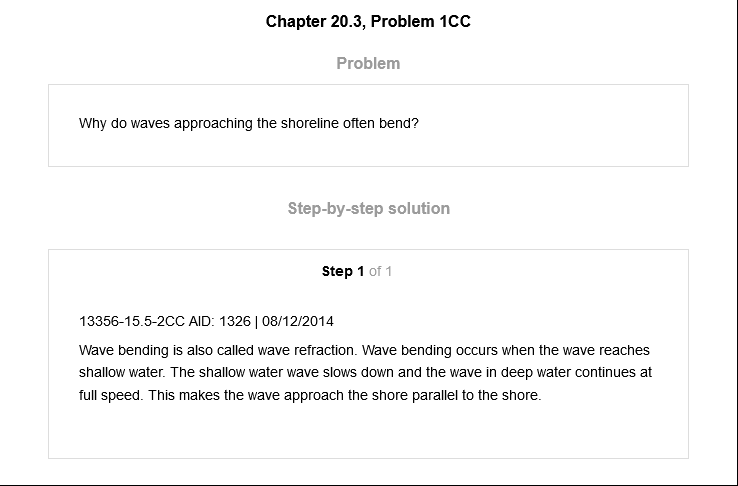 Chapter 20.3, Problem 1CC
Problem
Why do waves approaching the shoreline often bend?
Step-by-step solution
Step 1 of 1
13356-15.5-2CC AID: 1326 | 08/12/2014
Wave bending is also called wave refraction. Wave bending occurs when the wave reaches
shallow water. The shallow water wave slows down and the wave in deep water continues at
full speed. This makes the wave approach the shore parallel to the shore.